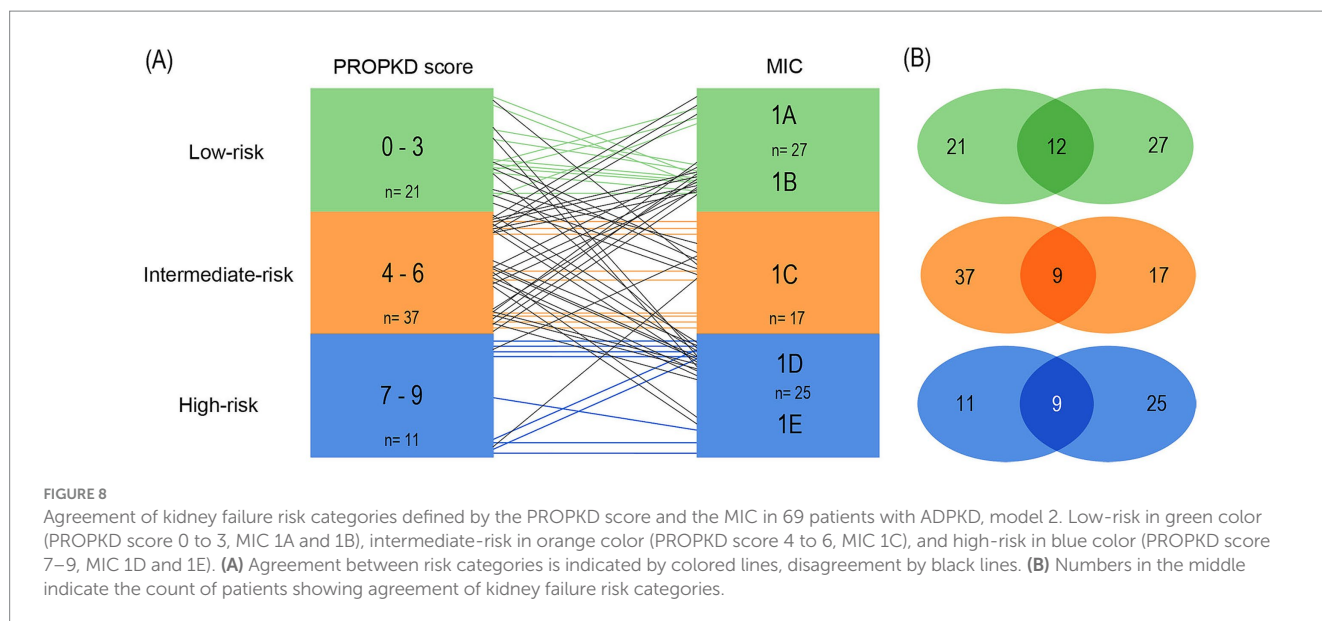 (A)
PROPKD score
MIC
(B)
Low-risk
0 - 3
n= 21
1A
n= 27
1B
21
12
27
Intermediate-risk
4 - 6
n= 37
1C
n= 17
37
9
17
High-risk
7 - 9
n= 11
1D
n= 25
1E
11
9
25
FIGURE 8
Agreement of kidney failure risk categories defined by the PROPKD score and the MIC in 69 patients with ADPKD, model 2. Low-risk in green color
(PROPKD score 0 to 3, MIC 1A and 1B), intermediate-risk in orange color (PROPKD score 4 to 6, MIC 1C), and high-risk in blue color (PROPKD score
7–9, MIC 1D and 1E). (A) Agreement between risk categories is indicated by colored lines, disagreement by black lines. (B) Numbers in the middle
indicate the count of patients showing agreement of kidney failure risk categories.